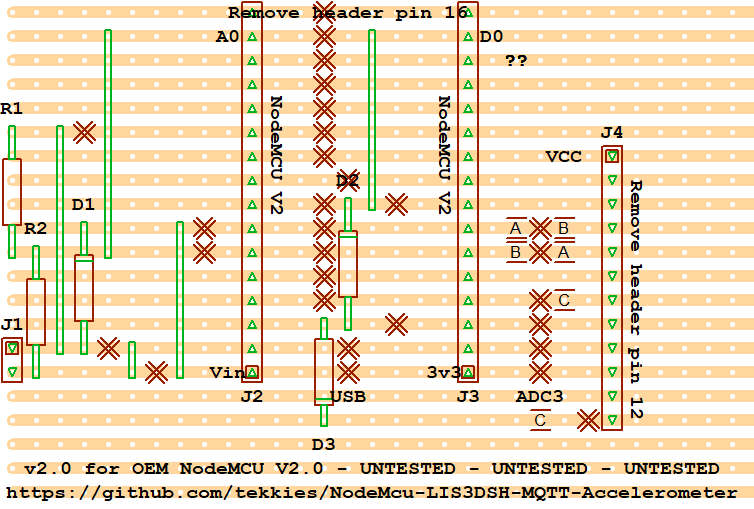 Remove header pin 16
A0
D0
??
R1
NodeMCU V2
NodeMCU V2
J4
VCC
D2
Remove header pin 12
D1
R2
A
B
B
A
C
J1
Vin
3v3
J2
USB
J3
ADC3
C
D3
v2.0 for OEM NodeMCU V2.0 - UNTESTED - UNTESTED - UNTESTED
https://github.com/tekkies/NodeMcu-LIS3DSH-MQTT-Accelerometer